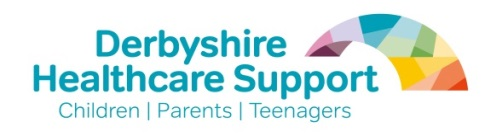 Derbyshire
Healthcare Support
Children | Parents | Teenagers